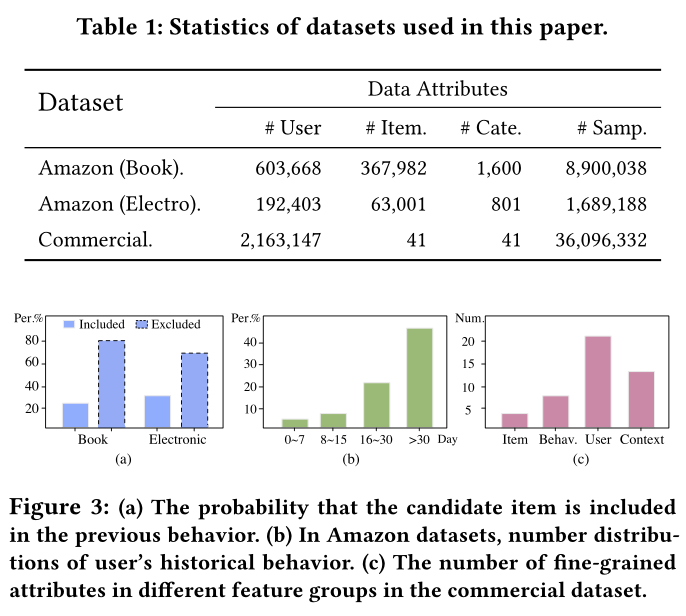 Table 1: Statistics of datasets used in this paper.
Dataset Data Attributes
# User # Item. # Cate. # Samp.
Amazon (Book). 603,668 367,982 1,600 8,900,038
Amazon (Electro). 192,403 63,001 801 1,689,188
Commercial. 2,163,147 41 41 36,096,332
Per.%
Included Excluded
80
60
40
20
Book Electronic
(a)
Per.%
40
30
20
10
0~7 8~15 16~30 >30 Day
(b)
Num.
20
15
10
5
Item Behav. User Context
(c)
Figure 3: (a) The probability that the candidate item is included
in the previous behavior. (b) In Amazon datasets, number distribu-
tions of user's historical behavior. (c) The number of fine-grained
attributes in different feature groups in the commercial dataset.